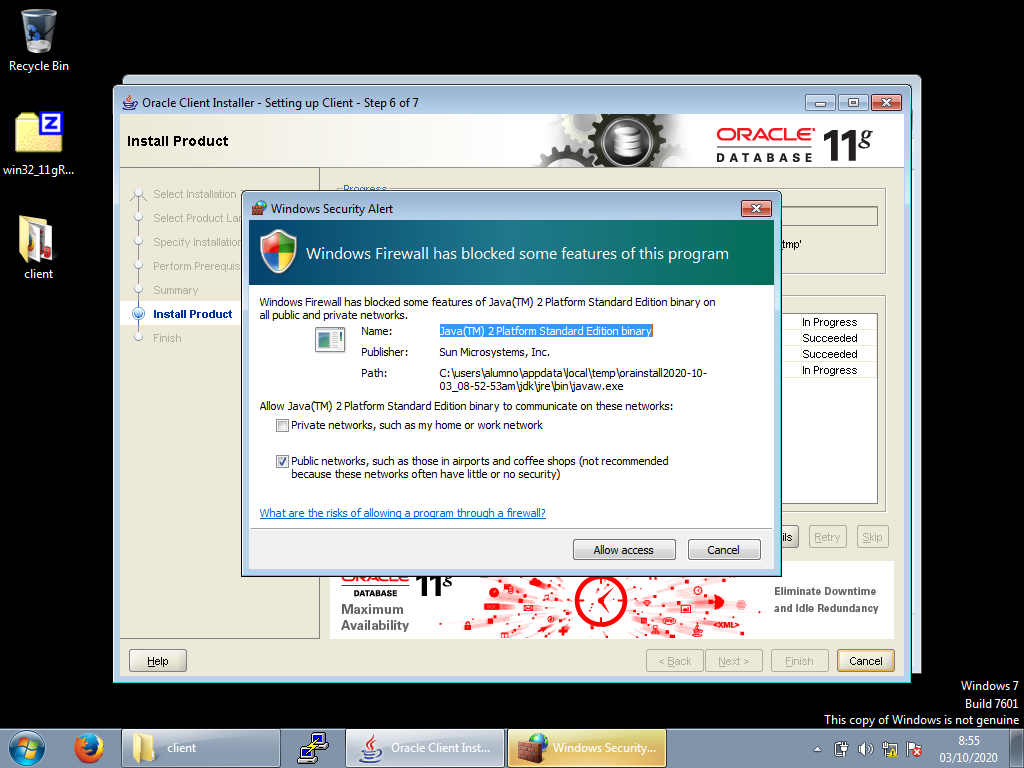 Recycle Bin
win32_11gR...
client
Oracle Client Installer - Setting up Client - Step 6 of 7
Install Product
ORACLE
DATABASE 11g
Select Installation
Select Product Lan
Specify Installation
Perform Prerequis
Summary
Install Product
Finish
Progress
tmp'
In Progress
Succeeded
Succeeded
In Progress
ils
Retry
Skip
Windows Security Alert
Windows Firewall has blocked some features of this program
Windows Firewall has blocked some features of Java(TM) 2 Platform Standard Edition binary on
all public and private networks.
Name: Java(TM) 2 Platform Standard Edition binary
Publisher: Sun Microsystems, Inc.
Path: C:\users\alumno\appdata\local\temp\orainstall2020-10-
03_08-52-53am\jdk\jre\bin\javaw.exe
Allow Java(TM) 2 Platform Standard Edition binary to communicate on these networks:
Private networks, such as my home or work network
Public networks, such as those in airports and coffee shops (not recommended
because these networks often have little or no security)
What are the risks of allowing a program through a firewall?
Allow access
Cancel
ORACLE 11g
DATABASE
Maximum
Availability
<XML>
Eliminate Downtime
and Idle Redundancy
Help
< Back
Next >
Finish
Cancel
Windows 7
Build 7601
This copy of Windows is not genuine
client
Oracle Client Inst...
Windows Security...
8:55
03/10/2020